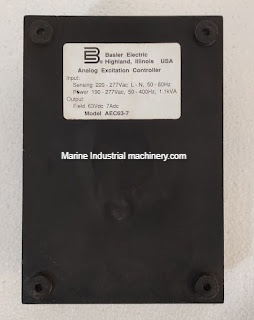 Basler Electric
Highland, Illinois USA
Analog Excitation Controller
Input:
Sensing 220 - 277Vac L - N, 50 - 60Hz
Power 190 - 277Vac, 50 - 400Hz, 1.1kVA
Output:
Field 63Vdc 7Adc
Model AEC63-7
Marine Industrial machinery.com